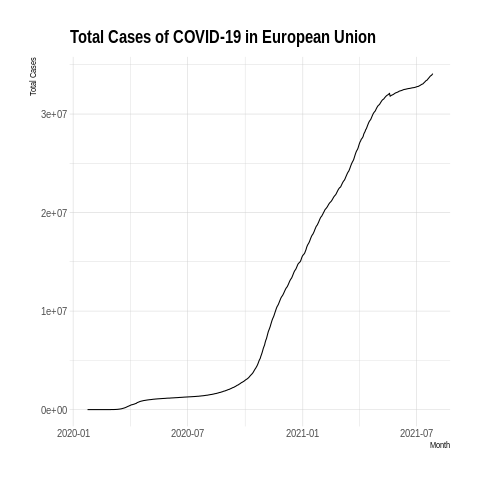 Total Cases of COVID-19 in European Union
Total Cases
3e+07
2e+07
1e+07
0e+00
2020-01 2020-07 2021-01 2021-07
Month